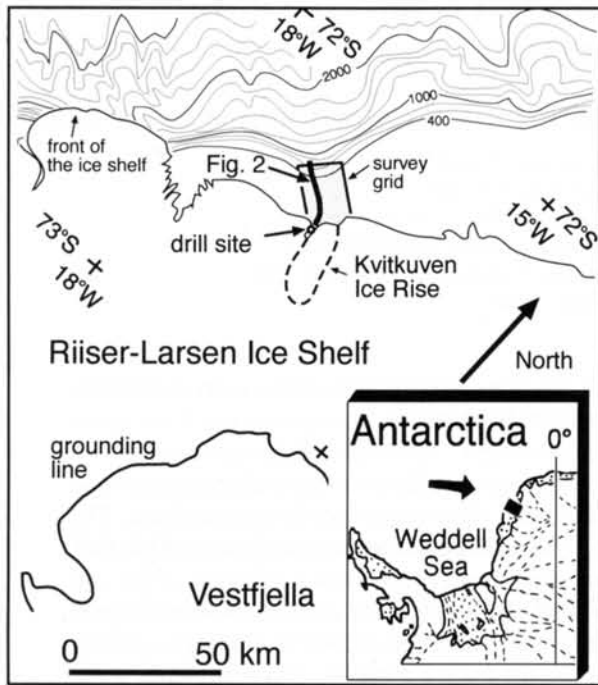 72°S
18°W
2000
1000
400
front of
the ice shelf
Fig. 2
survey
grid
drill site
73°S
18°W
72°S
15°W
Kvitkuven
Ice Rise
Riiser-Larsen Ice Shelf
North
grounding
line
Antarctica
0°
Weddell
Sea
Vestfjella
0
50 km